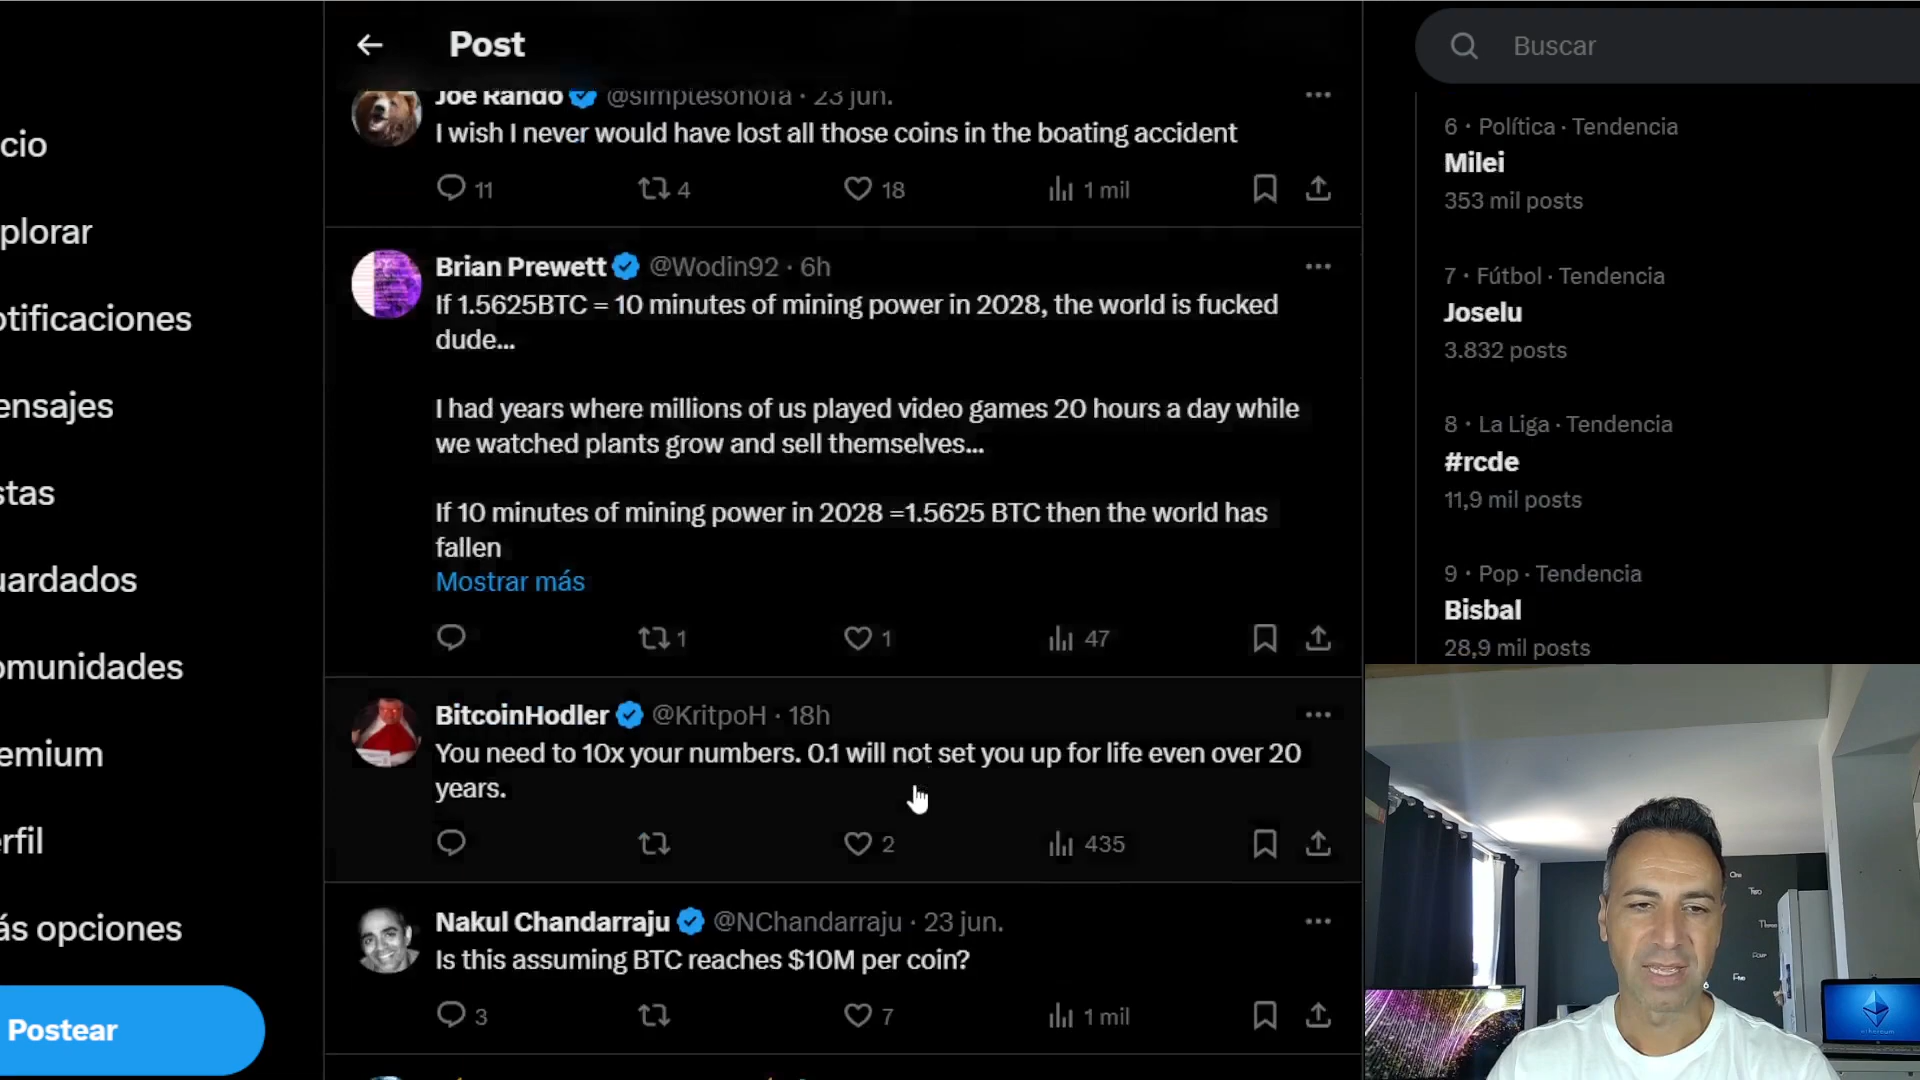 Post
Buscar
cio
plorar
otificaciones
ensajes
stas
uardados
omunidades
emium
rfil
ás opciones
Postear
Joe Rando @simplesonofa · 23 jun.
I wish I never would have lost all those coins in the boating accident
11 4 18 1 mil
Brian Prewett @Wodin92 · 6h
If 1.5625BTC = 10 minutes of mining power in 2028, the world is fucked
dude...
I had years where millions of us played video games 20 hours a day while
we watched plants grow and sell themselves...
If 10 minutes of mining power in 2028 =1.5625 BTC then the world has
fallen
Mostrar más
1 1 47
BitcoinHodler @KritpoH · 18h
You need to 10x your numbers. 0.1 will not set you up for life even over 20
years.
2 435
Nakul Chandarraju @NChandarraju · 23 jun.
Is this assuming BTC reaches $10M per coin?
3 7 1 mil
6 · Política · Tendencia
Milei
353 mil posts
7 · Fútbol · Tendencia
Joselu
3.832 posts
8 · La Liga · Tendencia
#rcde
11,9 mil posts
9 · Pop · Tendencia
Bisbal
28,9 mil posts
One
Two
Three
Four
Five
ethereum